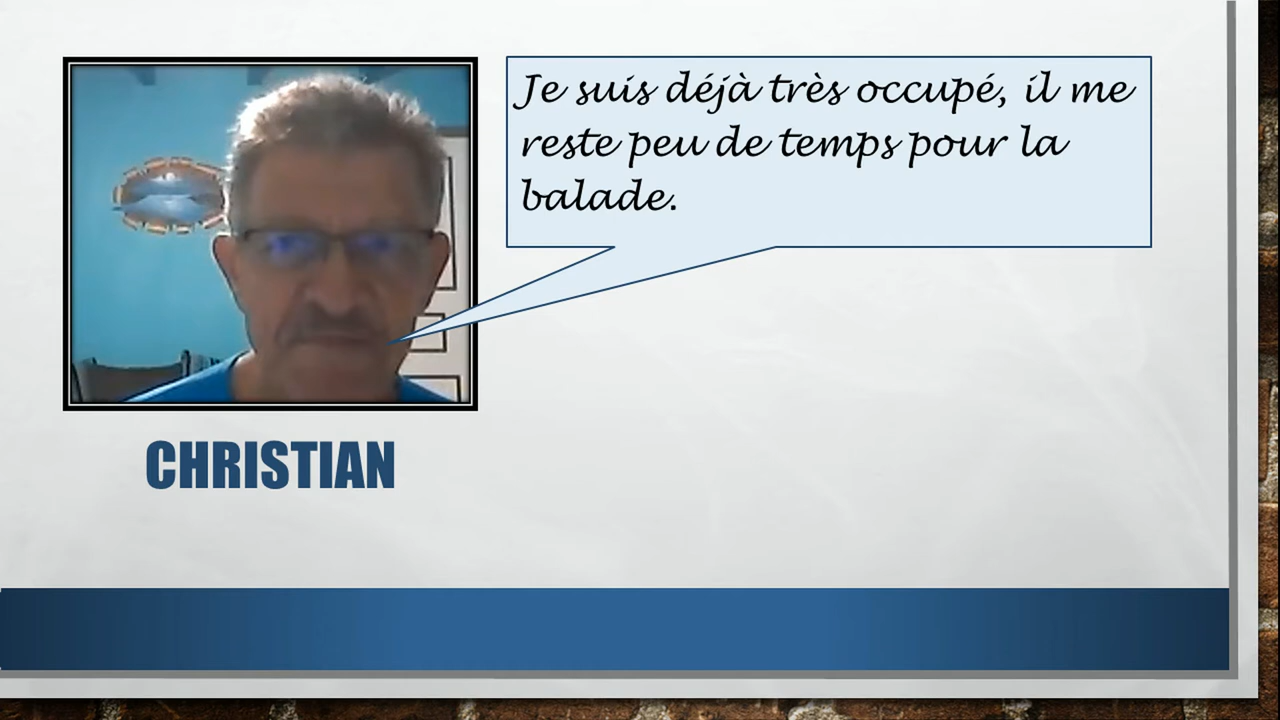 Je suis déjà très occupé, il me
reste peu de temps pour la
balade.
CHRISTIAN